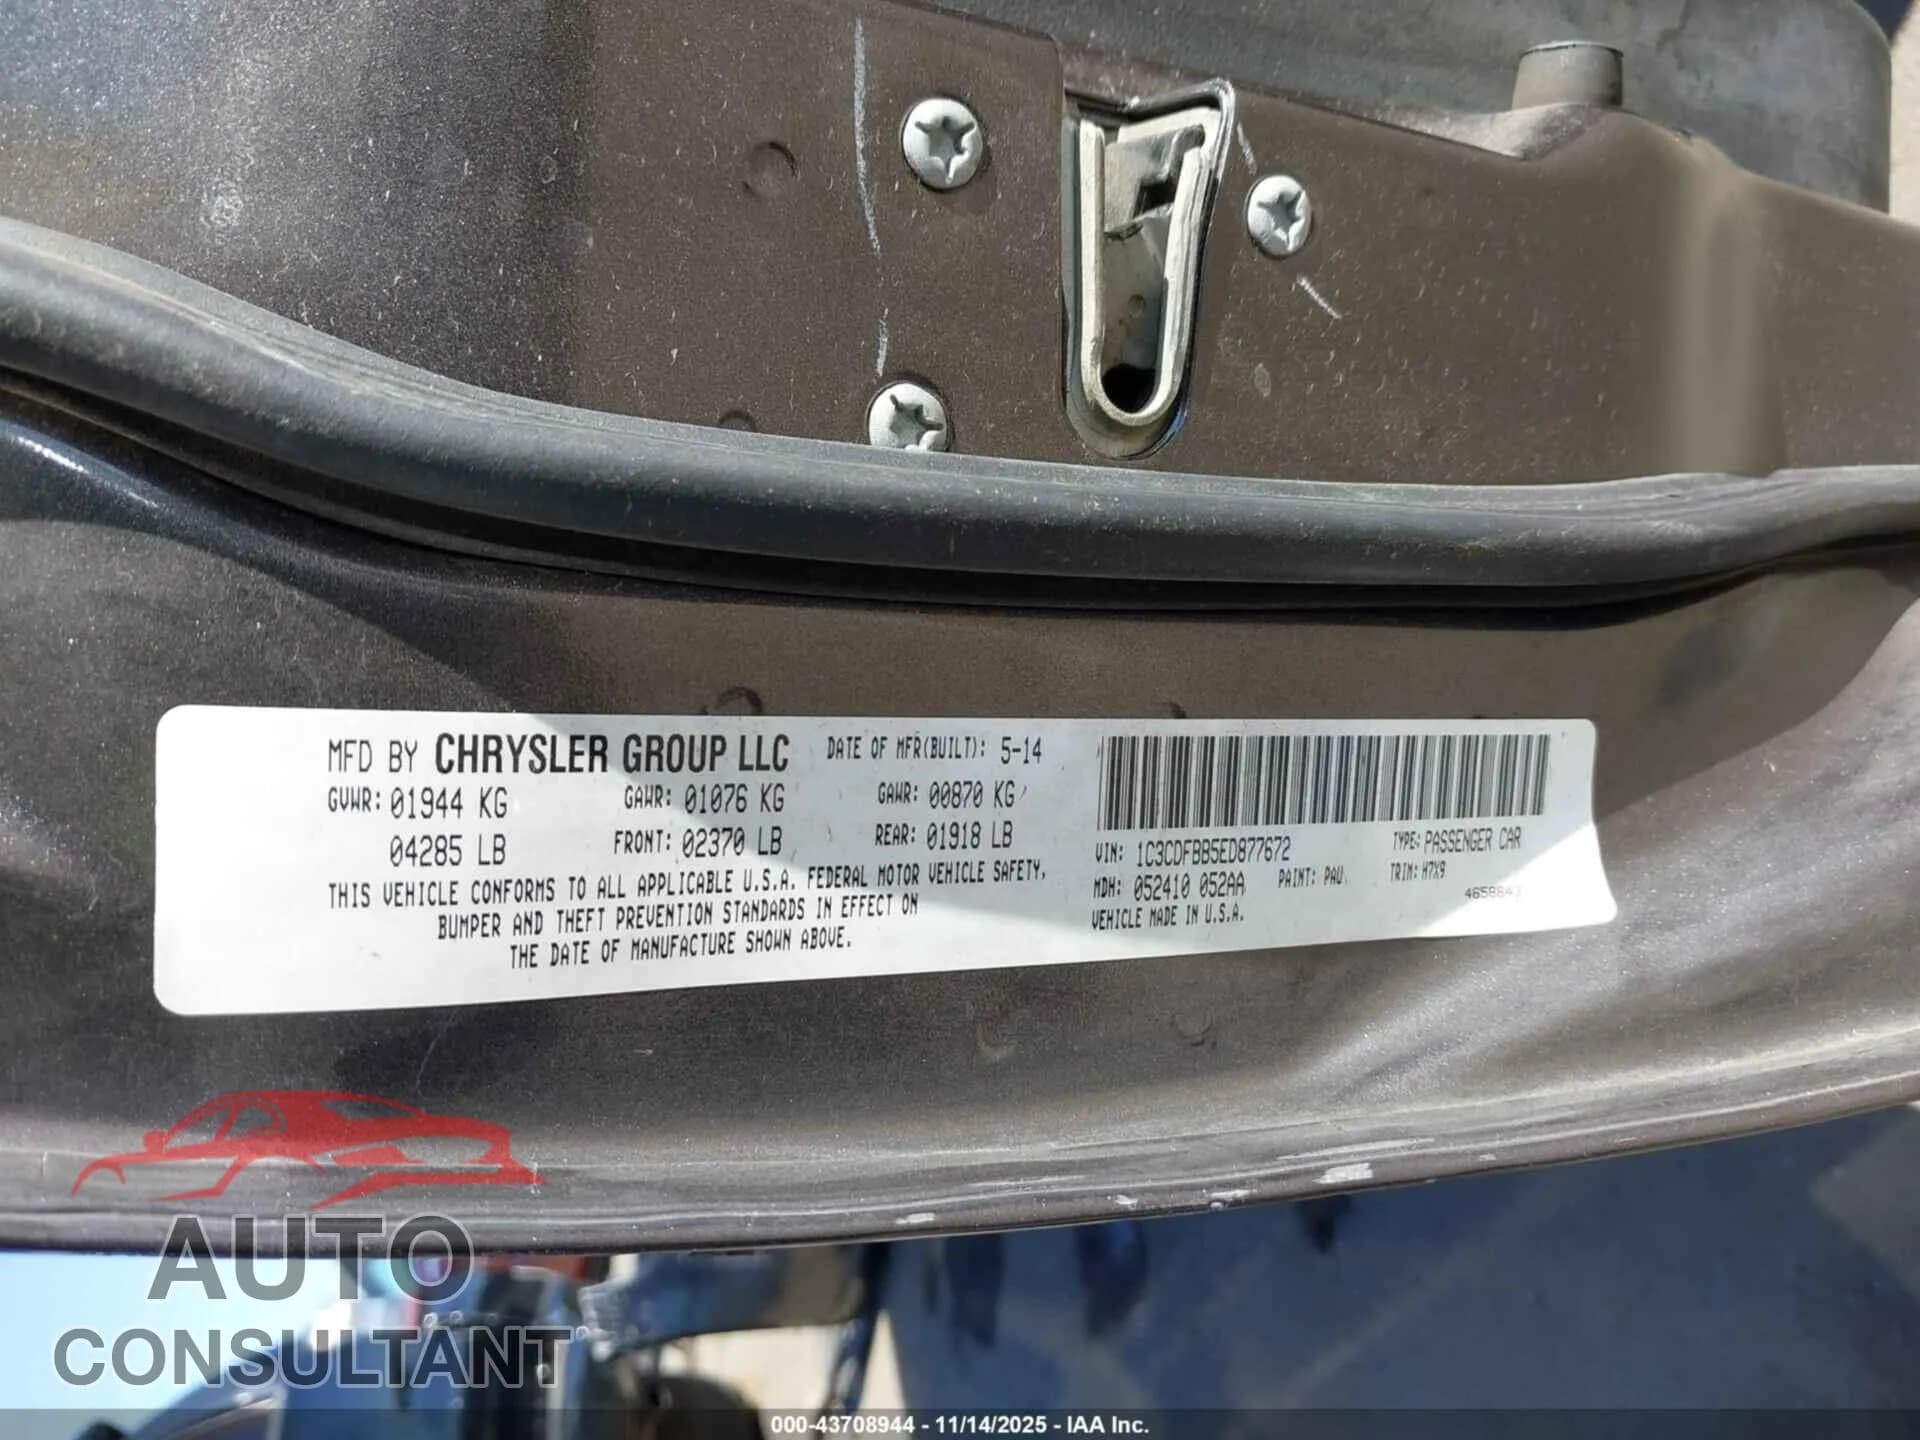 MFD BY CHRYSLER GROUP LLC DATE OF MFR(BUILT): 5-14
GVWR: 01944 KG GAWR: 01076 KG GAWR: 00870 KG
04285 LB FRONT: 02370 LB REAR: 01918 LB
THIS VEHICLE CONFORMS TO ALL APPLICABLE U.S.A. FEDERAL MOTOR VEHICLE SAFETY,
BUMPER AND THEFT PREVENTION STANDARDS IN EFFECT ON
THE DATE OF MANUFACTURE SHOWN ABOVE.
VIN: 1C3CDFBB5ED877672 TYPE: PASSENGER CAR
MDH: 052410 052AA PAINT: PAU TRIM: H7X9
VEHICLE MADE IN U.S.A.
AUTO
CONSULTANT
000-43708944 - 11/14/2025 - IAA Inc.